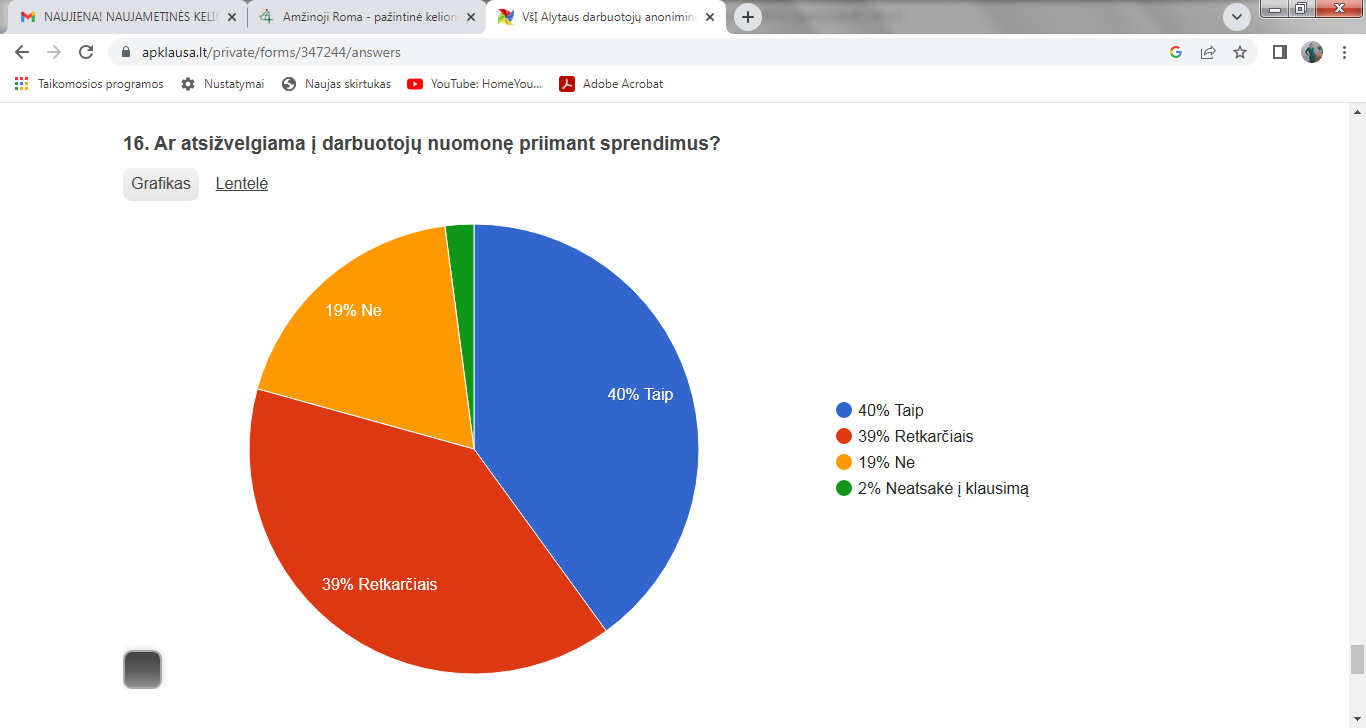 NAUJIENA! NAUJAMETINĖS KELIO
Amžinoji Roma - pažintinė kelion
VšĮ Alytaus darbuotojų anoniminė
apklausa.lt/private/forms/347244/answers
Taikomosios programos
Nustatymai
Naujas skirtukas
YouTube: HomeYou...
Adobe Acrobat
16. Ar atsižvelgiama į darbuotojų nuomonę priimant sprendimus?
Grafikas
Lentelė
19% Ne
40% Taip
39% Retkarčiais
40% Taip
39% Retkarčiais
19% Ne
2% Neatsakė į klausimą